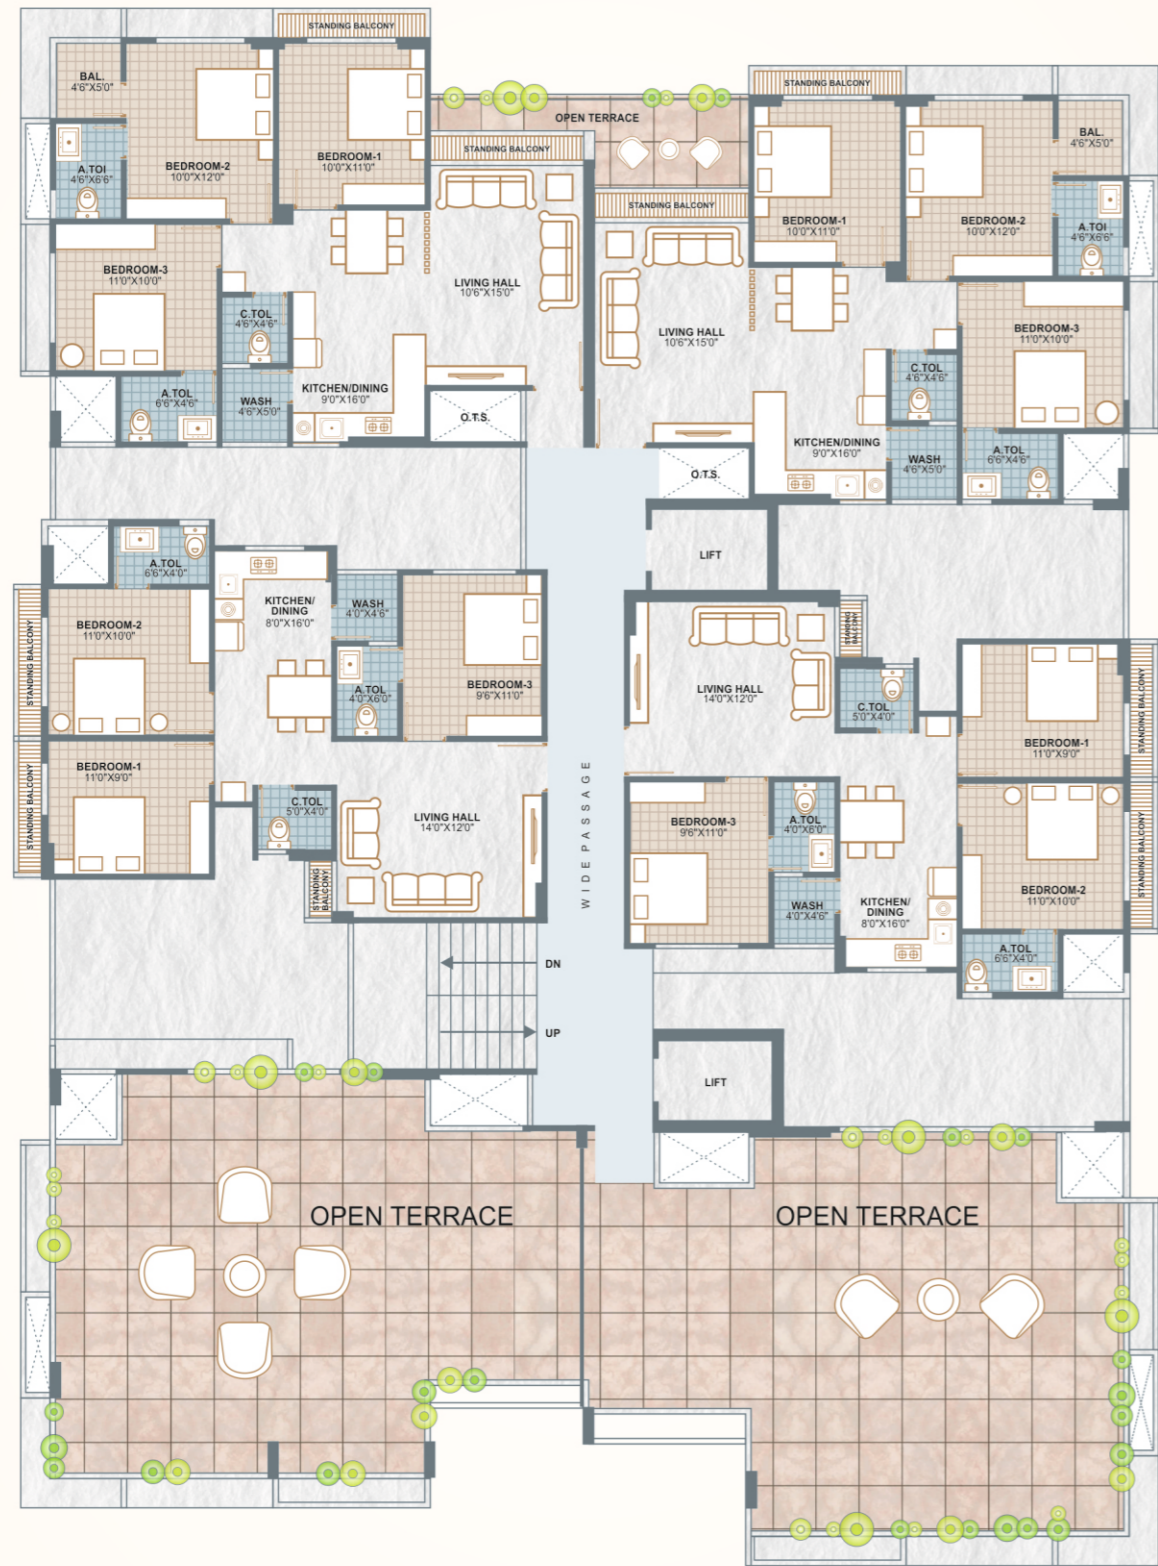 STANDING BALCONY
BAL.
4'6"X5'0"
A.TOI
4'6"X6'6"
BEDROOM-2
10'0"X12'0"
BEDROOM-1
10'0"X11'0"
OPEN TERRACE
STANDING BALCONY
STANDING BALCONY
STANDING BALCONY
BEDROOM-1
10'0"X11'0"
BEDROOM-2
10'0"X12'0"
BAL.
4'6"X5'0"
A.TOI
4'6"X6'6"
BEDROOM-3
11'0"X10'0"
C.TOL
4'6"X4'6"
LIVING HALL
10'6"X15'0"
A.TOL
6'6"X4'6"
WASH
4'6"X5'0"
KITCHEN/DINING
9'0"X16'0"
O.T.S.
LIVING HALL
10'6"X15'0"
BEDROOM-3
11'0"X10'0"
C.TOL
4'6"X4'6"
KITCHEN/DINING
9'0"X16'0"
WASH
4'6"X5'0"
A.TOL
6'6"X4'6"
O.T.S.
LIFT
A.TOL
6'6"X4'0"
STANDING BALCONY
BEDROOM-2
11'0"X10'0"
KITCHEN/
DINING
8'0"X16'0"
WASH
4'0"X4'6"
A.TOL
4'0"X6'0"
BEDROOM-3
9'6"X11'0"
STANDING BALCONY
BEDROOM-1
11'0"X9'0"
C.TOL
5'0"X4'0"
STANDING
BALCONY
LIVING HALL
14'0"X12'0"
WIDE PASSAGE
LIVING HALL
14'0"X12'0"
STANDING
BALCONY
C.TOL
5'0"X4'0"
BEDROOM-1
11'0"X9'0"
STANDING BALCONY
BEDROOM-3
9'6"X11'0"
A.TOL
4'0"X6'0"
WASH
4'0"X4'6"
KITCHEN/
DINING
8'0"X16'0"
BEDROOM-2
11'0"X10'0"
STANDING BALCONY
A.TOL
6'6"X4'0"
DN
UP
LIFT
OPEN TERRACE
OPEN TERRACE